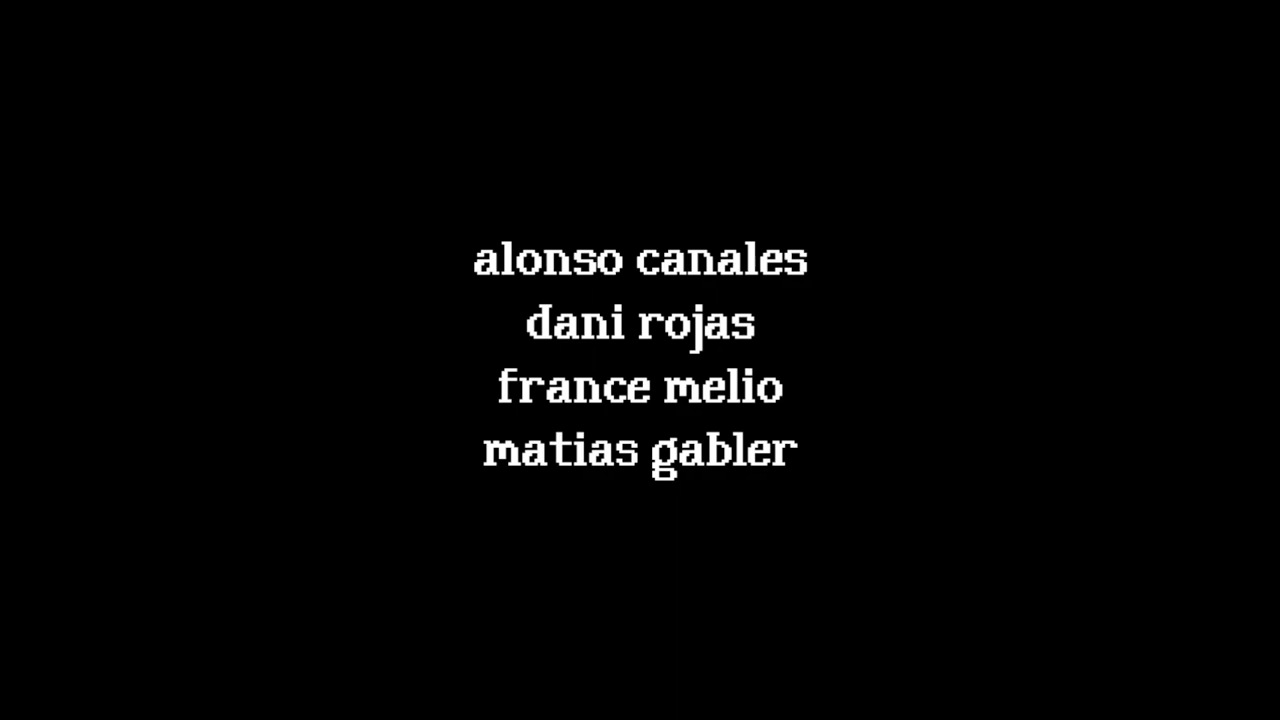 alonso canales
dani rojas
france melio
matias gabler